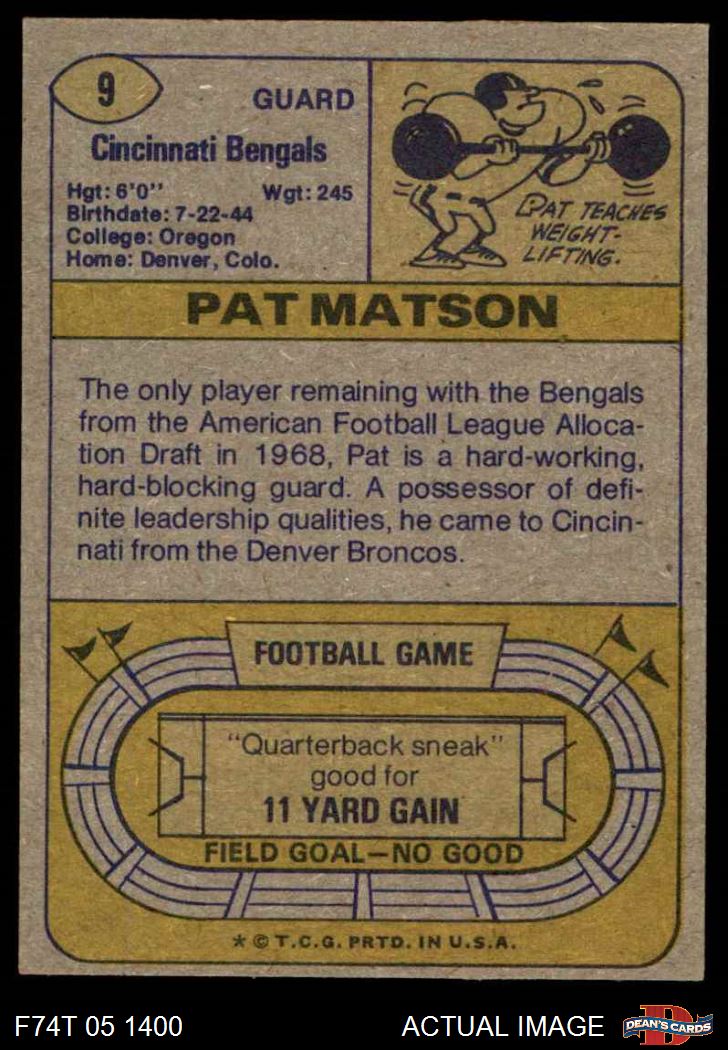 9
GUARD
Cincinnati Bengals
Hgt: 6'0" Wgt: 245
Birthdate: 7-22-44
College: Oregon
Home: Denver, Colo.
PAT TEACHES
WEIGHT-
LIFTING.
PAT MATSON
The only player remaining with the Bengals
from the American Football League Alloca-
tion Draft in 1968, Pat is a hard-working,
hard-blocking guard. A possessor of defi-
nite leadership qualities, he came to Cincin-
nati from the Denver Broncos.
FOOTBALL GAME
"Quarterback sneak"
good for
11 YARD GAIN
FIELD GOAL—NO GOOD
* © T.C.G. PRTD. IN U.S.A.
F74T 05 1400
ACTUAL IMAGE
D
DEAN'S CARDS